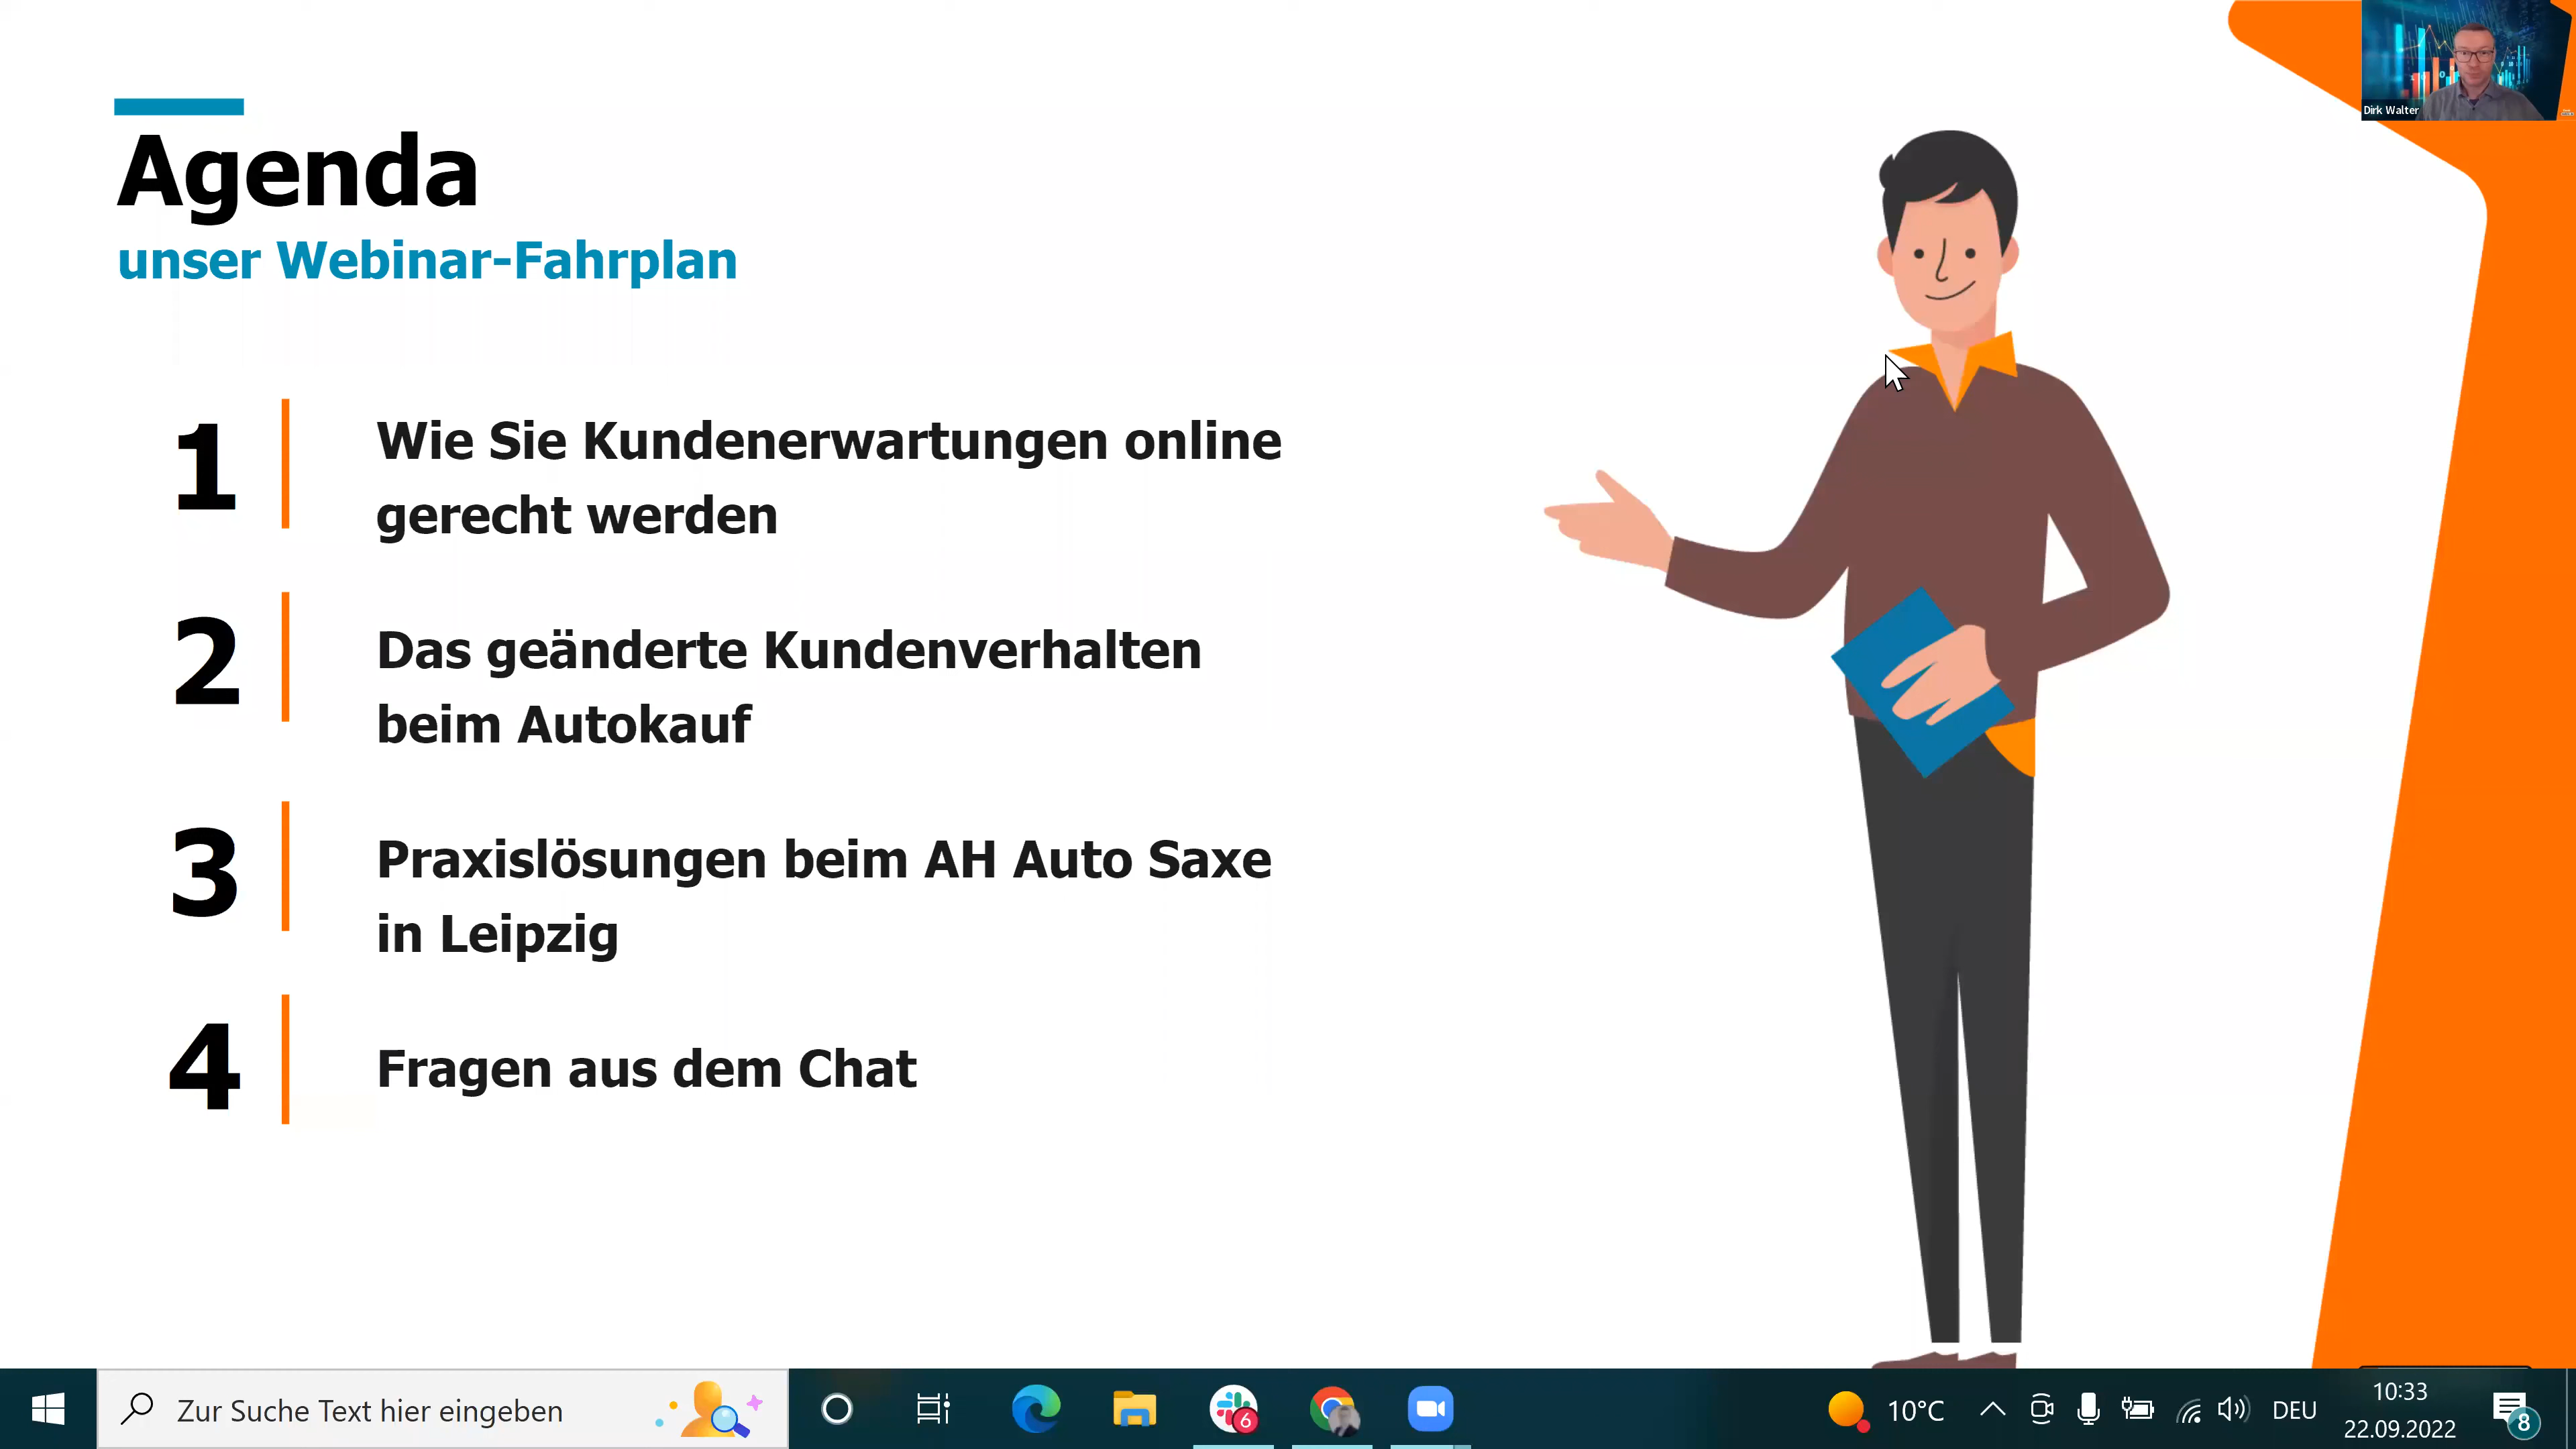 Dirk Walter
Agenda
unser Webinar-Fahrplan
1
Wie Sie Kundenerwartungen online
gerecht werden
2
Das geänderte Kundenverhalten
beim Autokauf
3
Praxislösungen beim AH Auto Saxe
in Leipzig
4
Fragen aus dem Chat
Zur Suche Text hier eingeben
6
10°C
DEU
10:33
22.09.2022
8